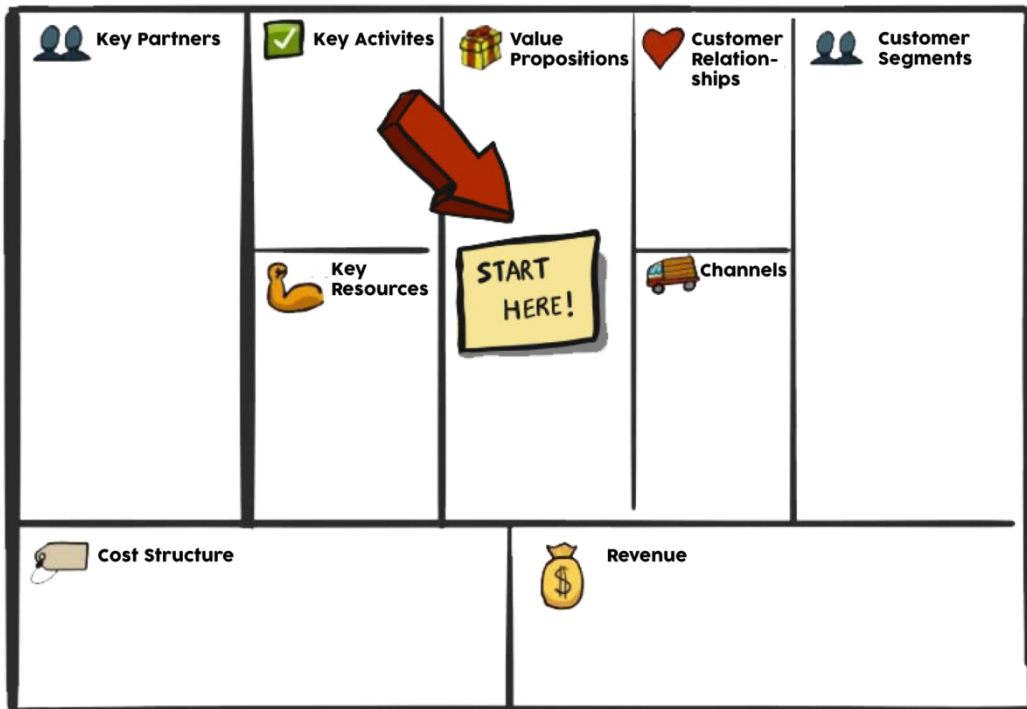 Key Partners
Key Activites
Value
Propositions
Customer
Relation-
ships
Customer
Segments
Key
Resources
START
HERE!
Channels
Cost Structure
Revenue
$